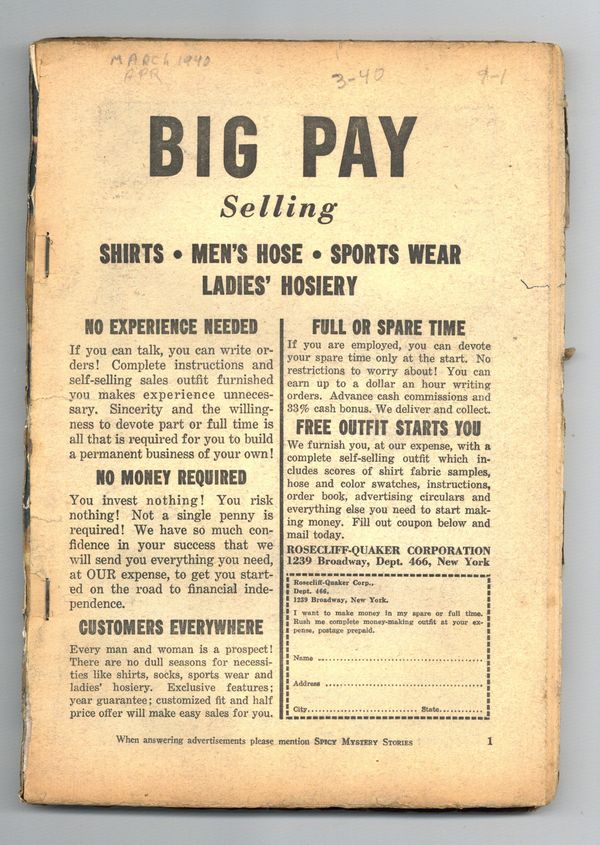 MARCH 1940
APR
3-40
9-1
BIG PAY
Selling
SHIRTS • MEN'S HOSE • SPORTS WEAR
LADIES' HOSIERY
NO EXPERIENCE NEEDED
If you can talk, you can write or-
ders! Complete instructions and
self-selling sales outfit furnished
you makes experience unneces-
sary. Sincerity and the willing-
ness to devote part or full time is
all that is required for you to build
a permanent business of your own!
NO MONEY REQUIRED
You invest nothing! You risk
nothing! Not a single penny is
required! We have so much con-
fidence in your success that we
will send you everything you need,
at OUR expense, to get you start-
ed on the road to financial inde-
pendence.
CUSTOMERS EVERYWHERE
Every man and woman is a prospect!
There are no dull seasons for necessi-
ties like shirts, socks, sports wear and
ladies' hosiery. Exclusive features;
year guarantee; customized fit and half
price offer will make easy sales for you.
FULL OR SPARE TIME
If you are employed, you can devote
your spare time only at the start. No
restrictions to worry about! You can
earn up to a dollar an hour writing
orders. Advance cash commissions and
33% cash bonus. We deliver and collect.
FREE OUTFIT STARTS YOU
We furnish you, at our expense, with a
complete self-selling outfit which in-
cludes scores of shirt fabric samples,
hose and color swatches, instructions,
order book, advertising circulars and
everything else you need to start mak-
ing money. Fill out coupon below and
mail today.
ROSECLIFF-QUAKER CORPORATION
1239 Broadway, Dept. 466, New York
Rosecliff-Quaker Corp.,
Dept. 466,
1239 Broadway, New York.
I want to make money in my spare or full time.
Rush me complete money-making outfit at your ex-
pense, postage prepaid.
Name
Address
City State
When answering advertisements please mention SPICY MYSTERY STORIES 1